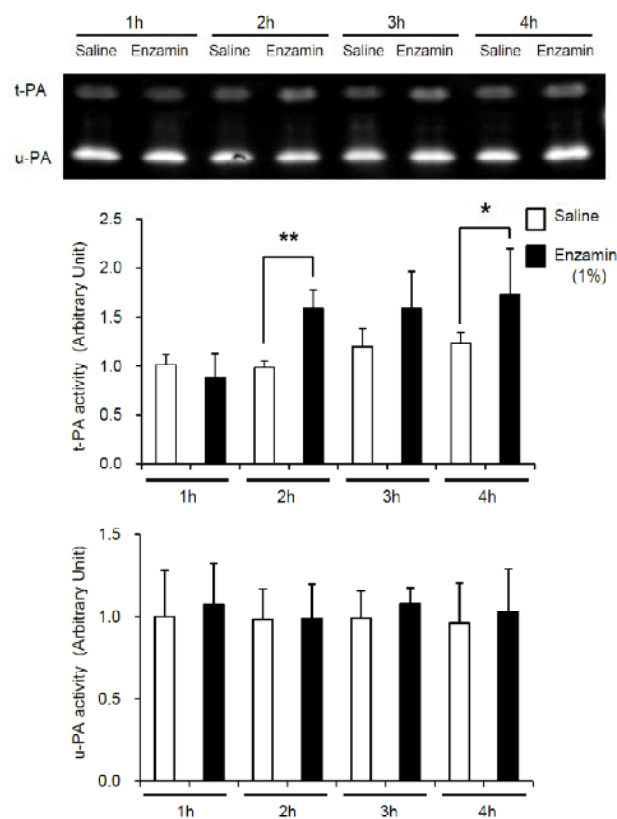 1h 2h 3h 4h
Saline Enzamin Saline Enzamin Saline Enzamin Saline Enzamin
t-PA
u-PA
t-PA activity (Arbitrary Unit)
2.5
2.0
1.5
1.0
0.5
0.0
**
*
Saline
Enzamin
(1%)
1h 2h 3h 4h
u-PA activity (Arbitrary Unit)
1.5
1.0
0.5
0.0
1h 2h 3h 4h